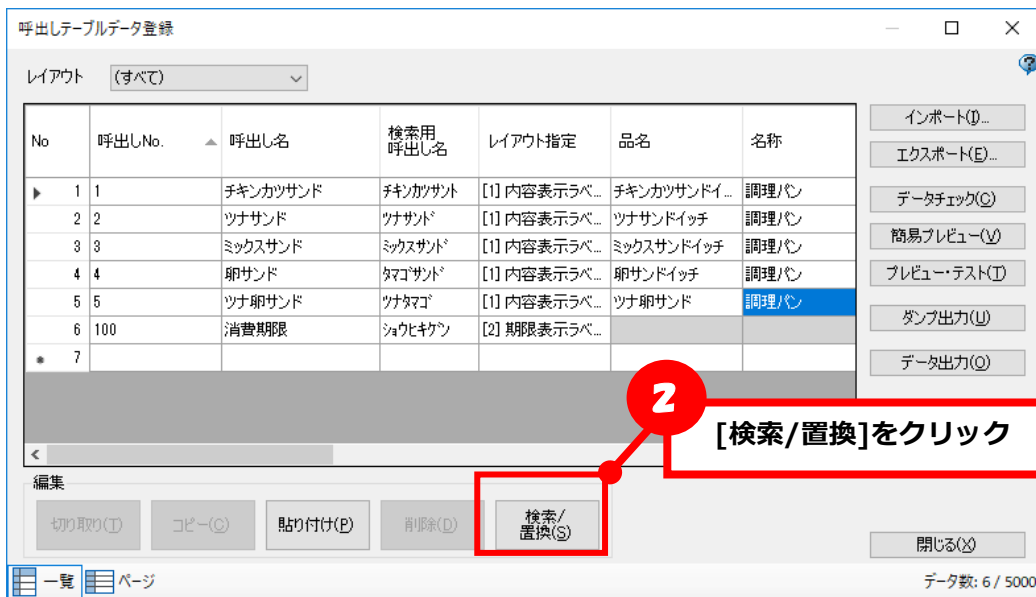 呼出しテーブルデータ登録
レイアウト (すべて)
No 呼出しNo. 呼出し名 検索用 呼出し名 レイアウト指定 品名 名称
1 1 チキンカツサンド ﾁｷﾝｶﾂｻﾝﾄ [1] 内容表示ラベ... チキンカツサンドイ... 調理パン
2 2 ツナサンド ﾂﾅｻﾝﾄﾞ [1] 内容表示ラベ... ツナサンドイッチ 調理パン
3 3 ミックスサンド ﾐｯｸｽｻﾝﾄﾞ [1] 内容表示ラベ... ミックスサンドイッチ 調理パン
4 4 卵サンド ﾀﾏｺﾞｻﾝﾄﾞ [1] 内容表示ラベ... 卵サンドイッチ 調理パン
5 5 ツナ卵サンド ﾂﾅﾀﾏｺﾞ [1] 内容表示ラベ... ツナ卵サンド 調理パン
6 100 消費期限 ｼｮｳﾋｷｹﾞﾝ [2] 期限表示ラベ...
7
インポート(I)...
エクスポート(E)...
データチェック(C)
簡易プレビュー(V)
プレビュー・テスト(T)
ダンプ出力(U)
データ出力(O)
2
[検索/置換]をクリック
編集
切り取り(T) コピー(C) 貼り付け(P) 削除(D) 検索/
置換(S)
閉じる(X)
一覧 ページ データ数: 6 / 5000